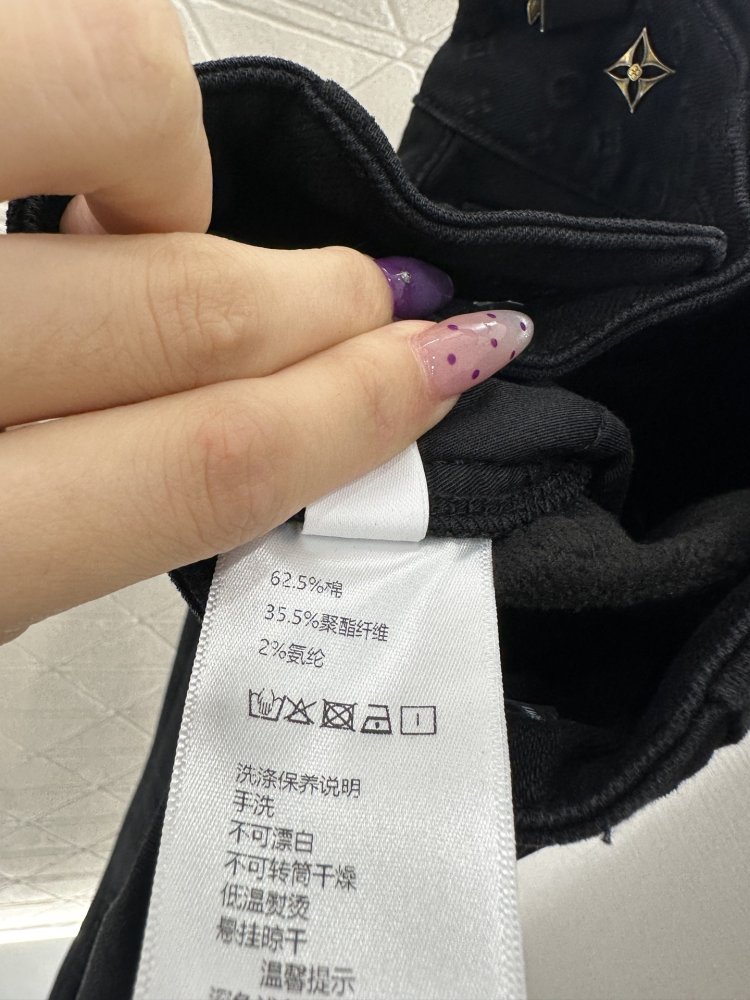 62.5%棉
35.5%聚酯纤维
2%氨纶
洗涤保养说明
手洗
不可漂白
不可转筒干燥
低温熨烫
悬挂晾干
温馨提示